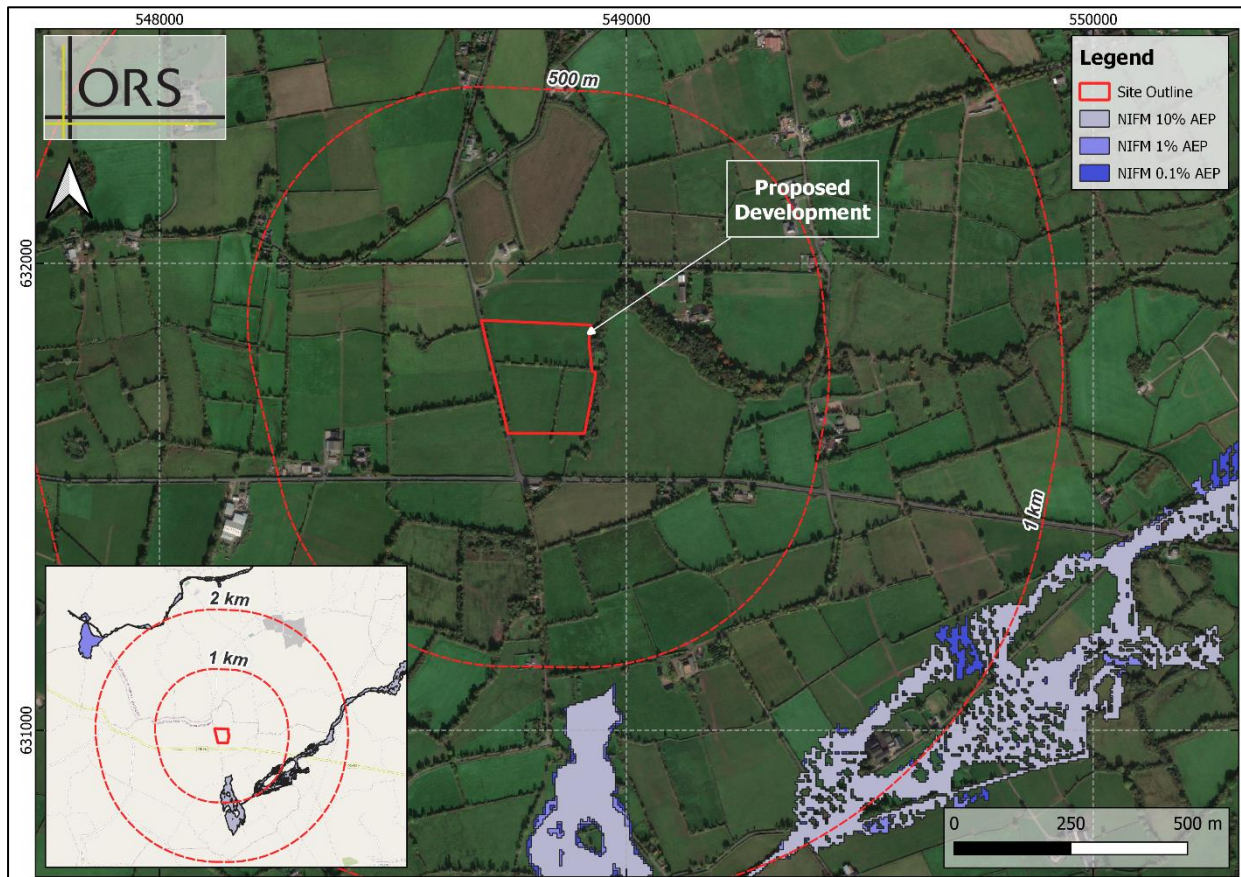 548000
549000
550000
ORS
500 m
Legend
Site Outline
NIFM 10% AEP
NIFM 1% AEP
NIFM 0.1% AEP
Proposed
Development
632000
1 km
2 km
1 km
631000
0
250
500 m